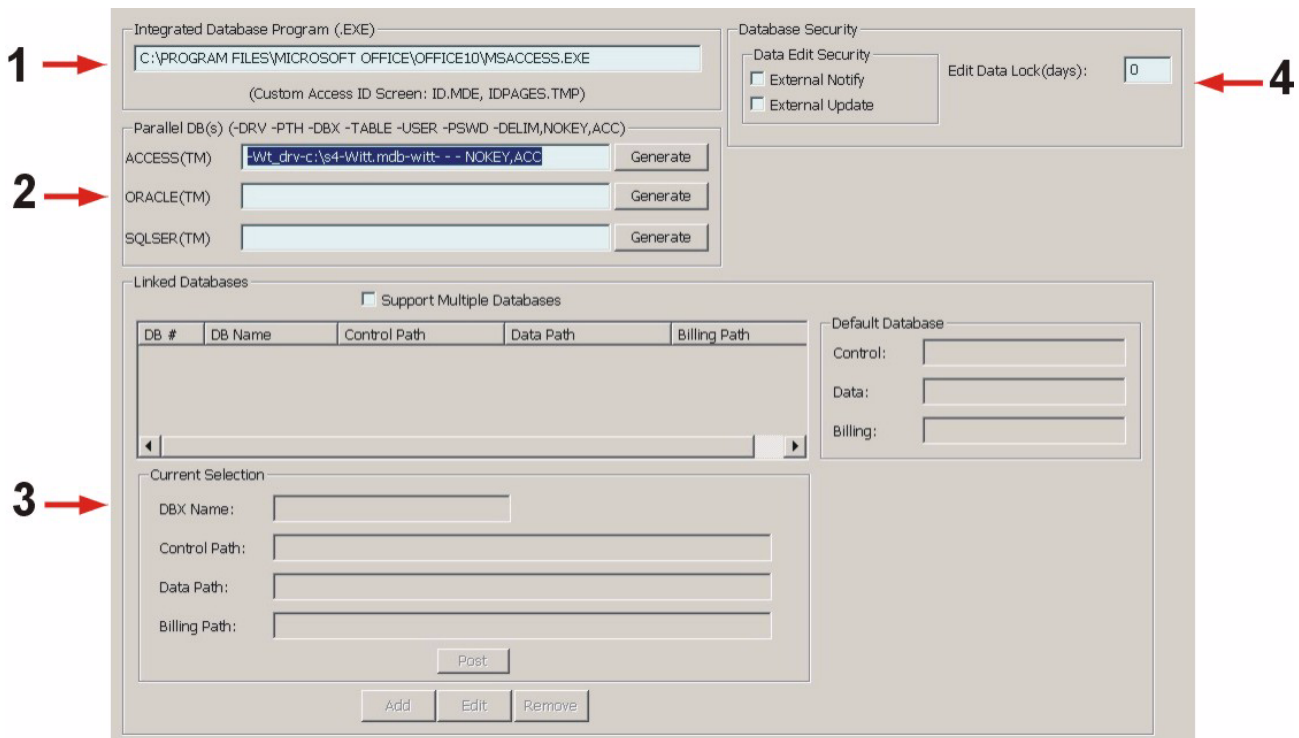 1
Integrated Database Program (.EXE)
C:\PROGRAM FILES\MICROSOFT OFFICE\OFFICE10\MSACCESS.EXE
(Custom Access ID Screen: ID.MDE, IDPAGES.TMP)
Database Security
Data Edit Security
External Notify
External Update
Edit Data Lock(days): 0
4
2
Parallel DB(s) (-DRV -PTH -DBX -TABLE -USER -PSWD -DELIM,NOKEY,ACC)
ACCESS(TM) -Wt_drv-c:\s4-Witt.mdb-witt- - - NOKEY,ACC Generate
ORACLE(TM) Generate
SQLSER(TM) Generate
Linked Databases
Support Multiple Databases
DB # DB Name Control Path Data Path Billing Path
Default Database
Control:
Data:
Billing:
3
Current Selection
DBX Name:
Control Path:
Data Path:
Billing Path:
Post
Add Edit Remove